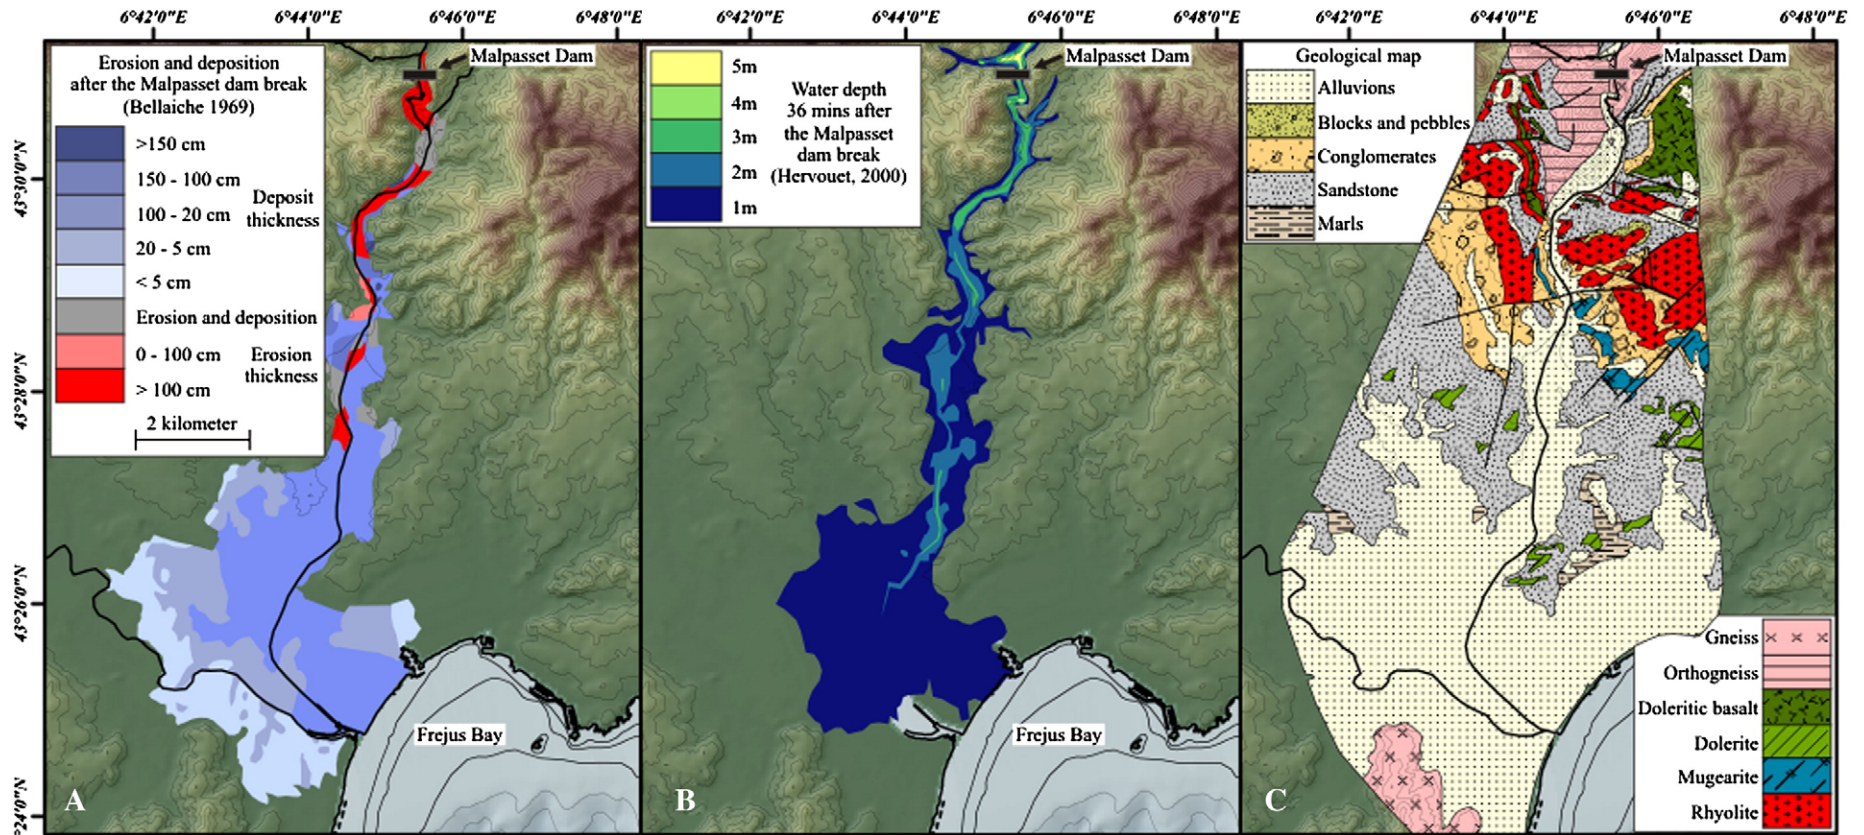 6°42'0"E 6°44'0"E 6°46'0"E 6°48'0"E 6°42'0"E 6°44'0"E 6°46'0"E 6°48'0"E 6°42'0"E 6°44'0"E 6°46'0"E 6°48'0"E
43°30'0"N
43°28'0"N
43°26'0"N
°24'0"N
Erosion and deposition
after the Malpasset dam break
(Bellaiche 1969)
>150 cm
150 - 100 cm
100 - 20 cm
20 - 5 cm
< 5 cm
Deposit
thickness
Erosion and deposition
0 - 100 cm
> 100 cm
Erosion
thickness
2 kilometer
Malpasset Dam
Frejus Bay
A
5m
4m
3m
2m
1m
Water depth
36 mins after
the Malpasset
dam break
(Hervouet, 2000)
Malpasset Dam
Frejus Bay
B
Geological map
Alluvions
Blocks and pebbles
Conglomerates
Sandstone
Marls
Malpasset Dam
Gneiss
Orthogneiss
Doleritic basalt
Dolerite
Mugearite
Rhyolite
C